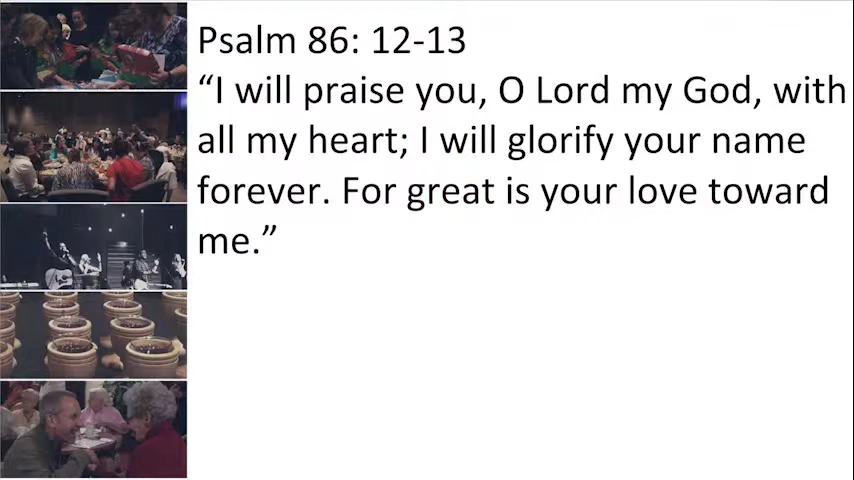 Psalm 86: 12-13
“I will praise you, O Lord my God, with
all my heart; I will glorify your name
forever. For great is your love toward
me.”